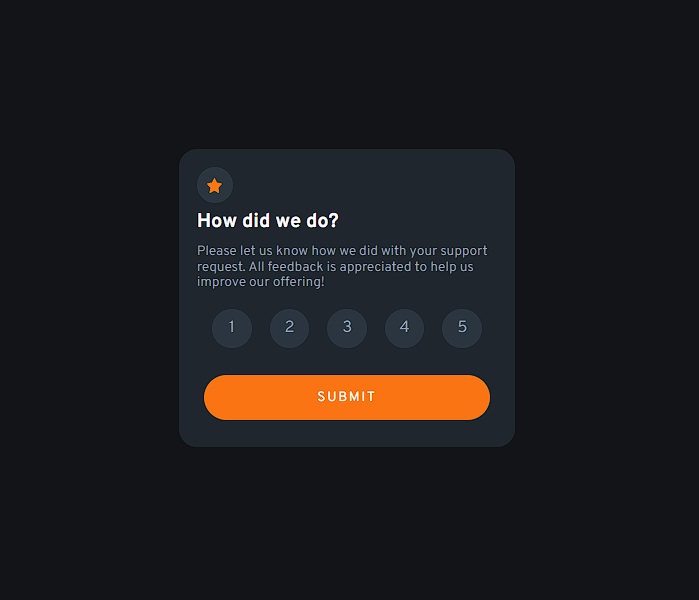 How did we do?
Please let us know how we did with your support
request. All feedback is appreciated to help us
improve our offering!
1 2 3 4 5
SUBMIT